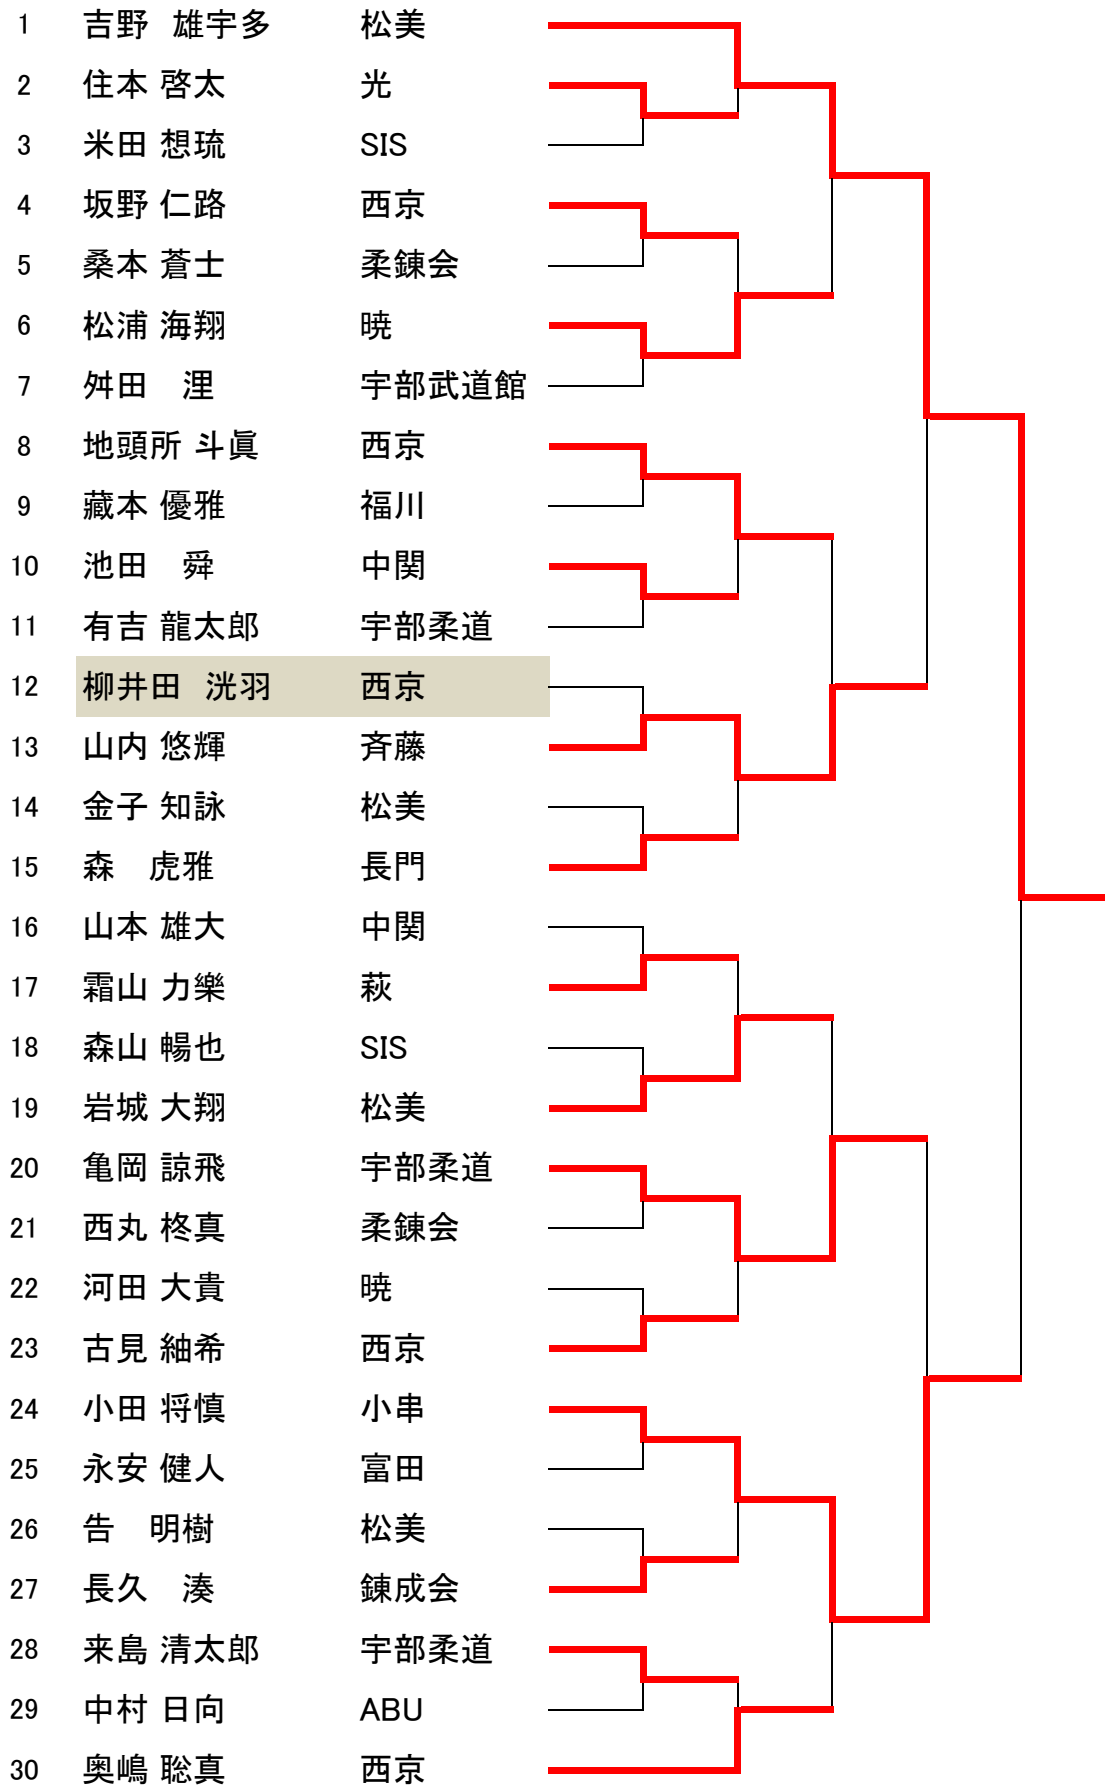 1 吉野 雄宇多 松美
2 住本 啓太 光
3 米田 想琉 SIS
4 坂野 仁路 西京
5 桑本 蒼士 柔錬会
6 松浦 海翔 暁
7 舛田 浬 宇部武道館
8 地頭所 斗眞 西京
9 藏本 優雅 福川
10 池田 舜 中関
11 有吉 龍太郎 宇部柔道
12 柳井田 洸羽 西京
13 山内 悠輝 斉藤
14 金子 知詠 松美
15 森 虎雅 長門
16 山本 雄大 中関
17 霜山 力樂 萩
18 森山 暢也 SIS
19 岩城 大翔 松美
20 亀岡 諒飛 宇部柔道
21 西丸 柊真 柔錬会
22 河田 大貴 暁
23 古見 紬希 西京
24 小田 将慎 小串
25 永安 健人 富田
26 告 明樹 松美
27 長久 湊 錬成会
28 来島 清太郎 宇部柔道
29 中村 日向 ABU
30 奥嶋 聡真 西京